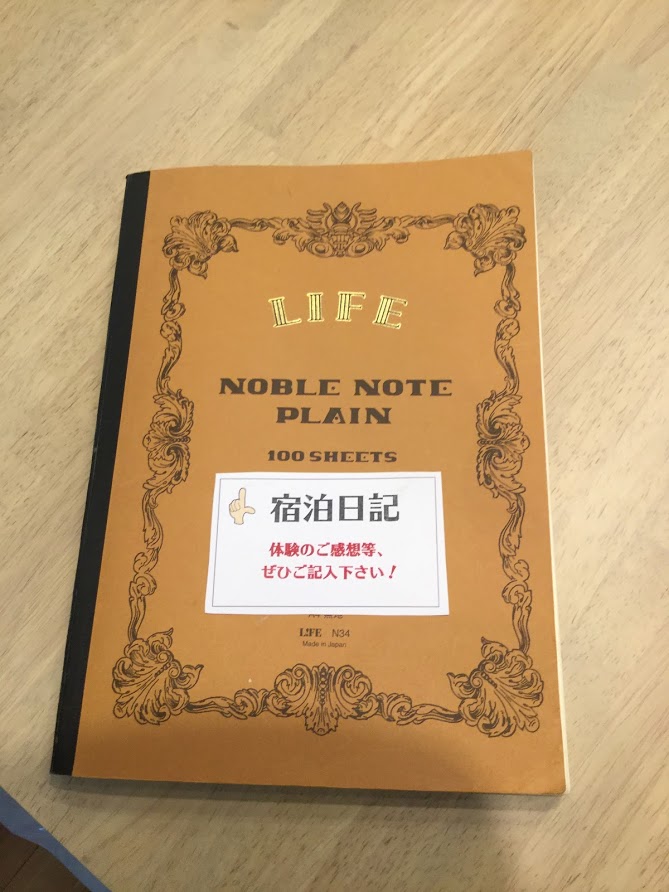 LIFE
NOBLE NOTE
PLAIN
100 SHEETS
宿泊日記
体験のご感想等、
ぜひご記入下さい！
LIFE N34
Made in Japan